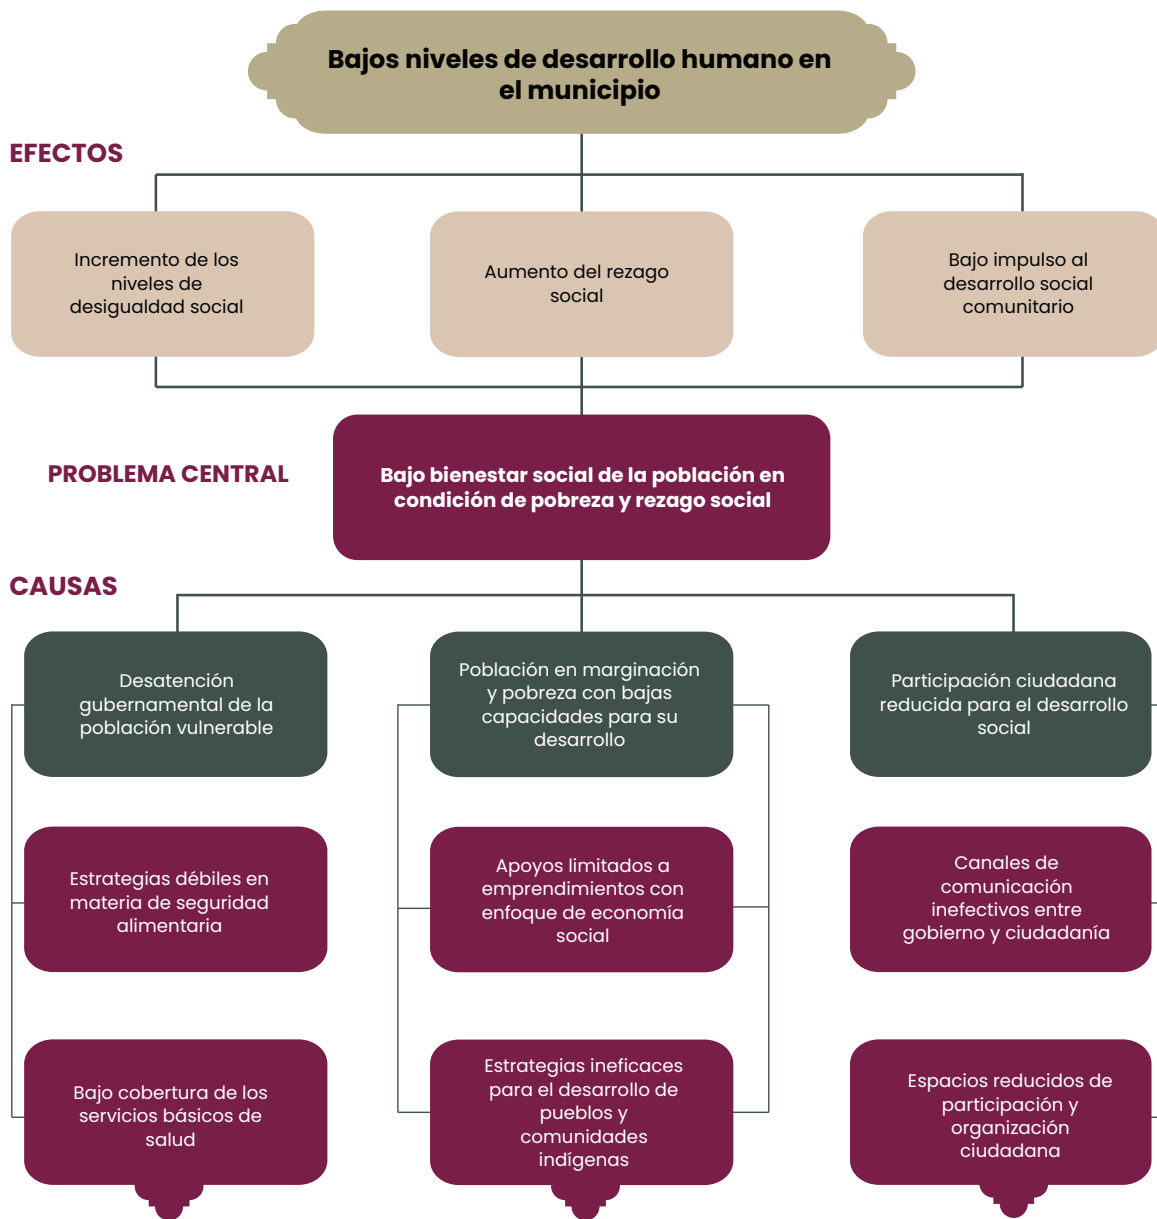 Bajos niveles de desarrollo humano en
el municipio
EFECTOS
Incremento de los
niveles de
desigualdad social
Aumento del rezago
social
Bajo impulso al
desarrollo social
comunitario
PROBLEMA CENTRAL
Bajo bienestar social de la población en
condición de pobreza y rezago social
CAUSAS
Desatención
gubernamental de la
población vulnerable
Población en marginación
y pobreza con bajas
capacidades para su
desarrollo
Participación ciudadana
reducida para el desarrollo
social
Estrategias débiles en
materia de seguridad
alimentaria
Apoyos limitados a
emprendimientos con
enfoque de economía
social
Canales de
comunicación
inefectivos entre
gobierno y ciudadanía
Bajo cobertura de los
servicios básicos de
salud
Estrategias ineficaces
para el desarrollo de
pueblos y
comunidades
indígenas
Espacios reducidos de
participación y
organización
ciudadana